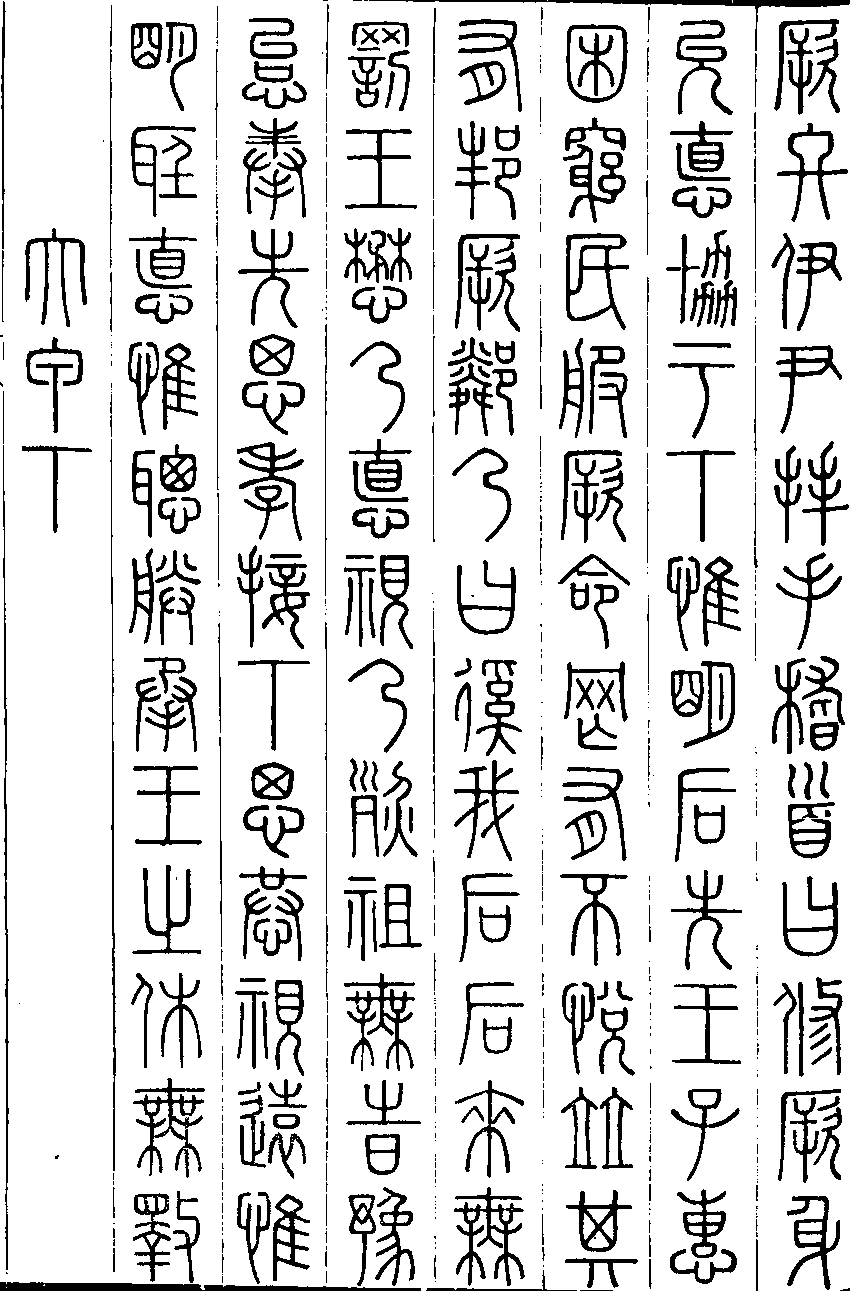 厥終伊尹拜手稽首曰修厥身
允悳協于下惟明后先王子惠
困窮民服厥命罔有不悅並其
有邦厥鄰乃曰徯我后后來無
罰王懋乃悳視乃烈祖無時豫
怠奉先思孝接下思恭視遠惟
明聽悳惟聰朕承王之休無斁
太甲下